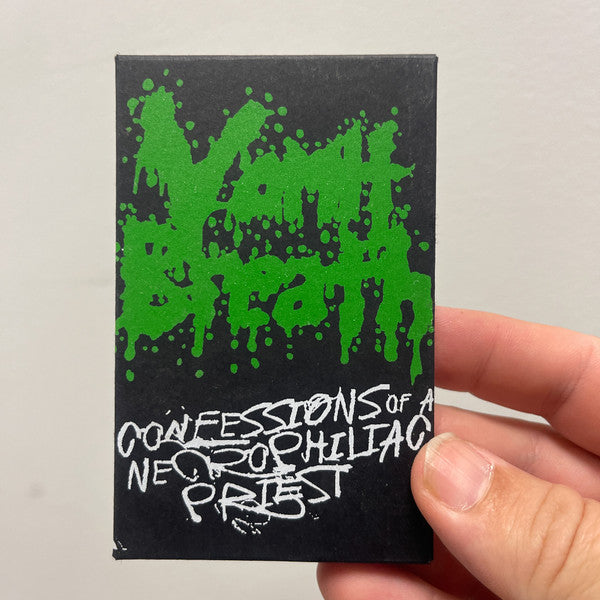 Vomit
Breath
CONFESSIONS OF A
NECROPHILIAC
PRIEST